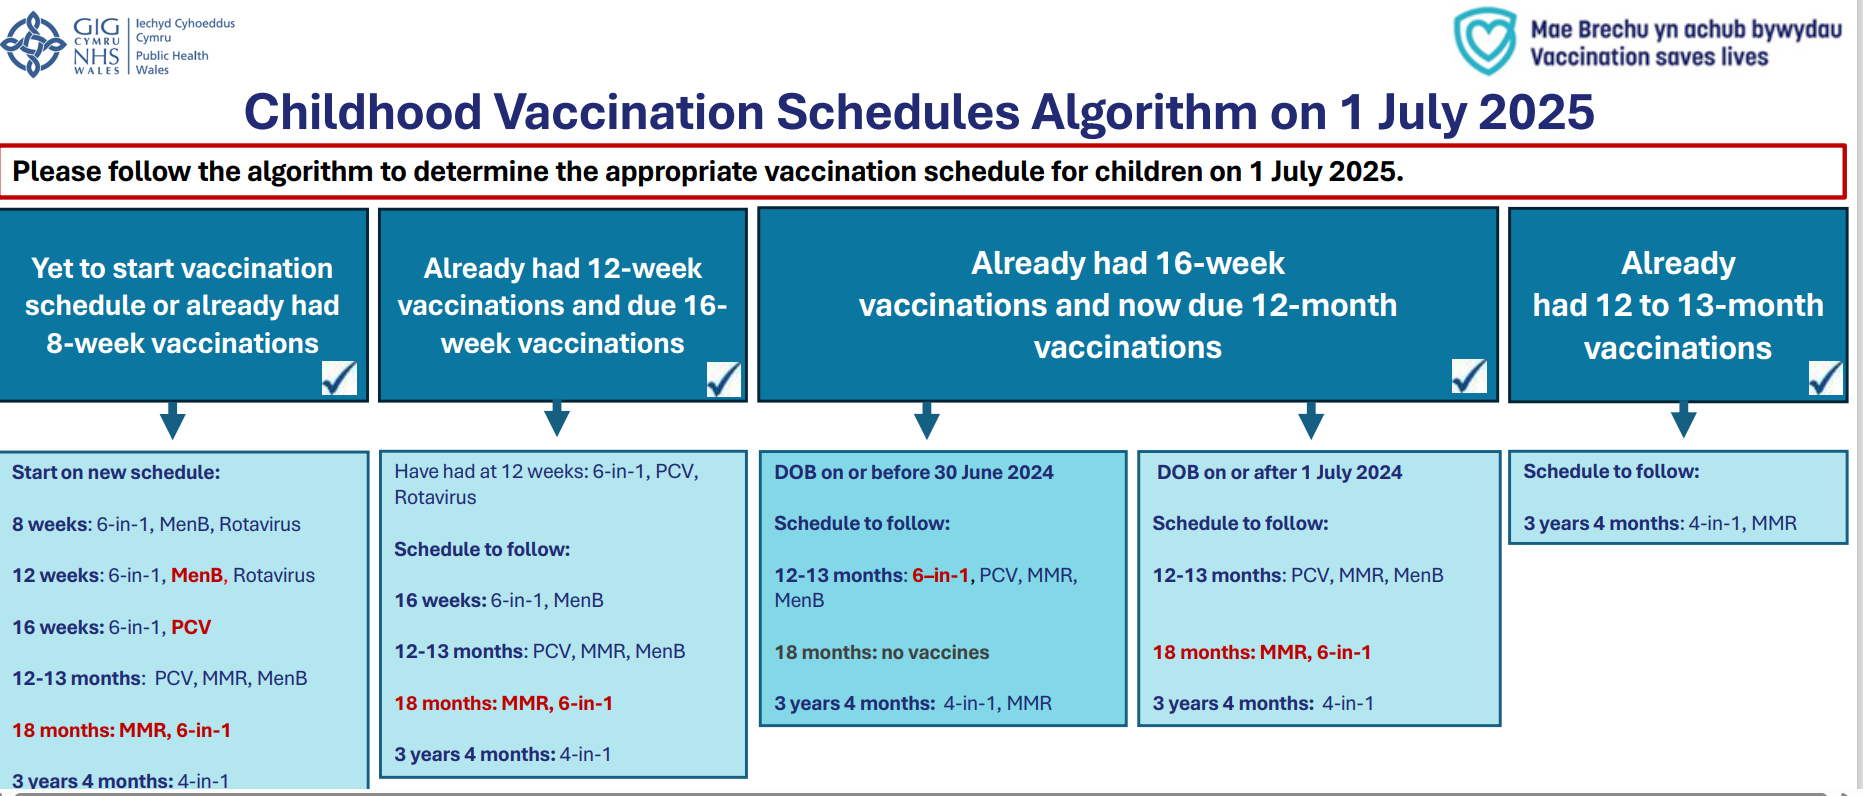 GIG
CYMRU
NHS
WALES
Iechyd Cyhoeddus
Cymru
Public Health
Wales
Mae Brechu yn achub bywydau
Vaccination saves lives
Childhood Vaccination Schedules Algorithm on 1 July 2025
Please follow the algorithm to determine the appropriate vaccination schedule for children on 1 July 2025.
Yet to start vaccination
schedule or already had
8-week vaccinations
Already had 12-week
vaccinations and due 16-
week vaccinations
Already had 16-week
vaccinations and now due 12-month
vaccinations
Already
had 12 to 13-month
vaccinations
Start on new schedule:
8 weeks: 6-in-1, MenB, Rotavirus
12 weeks: 6-in-1, MenB, Rotavirus
16 weeks: 6-in-1, PCV
12-13 months: PCV, MMR, MenB
18 months: MMR, 6-in-1
3 years 4 months: 4-in-1
Have had at 12 weeks: 6-in-1, PCV,
Rotavirus
Schedule to follow:
16 weeks: 6-in-1, MenB
12-13 months: PCV, MMR, MenB
18 months: MMR, 6-in-1
3 years 4 months: 4-in-1
DOB on or before 30 June 2024
Schedule to follow:
12-13 months: 6–in-1, PCV, MMR,
MenB
18 months: no vaccines
3 years 4 months: 4-in-1, MMR
DOB on or after 1 July 2024
Schedule to follow:
12-13 months: PCV, MMR, MenB
18 months: MMR, 6-in-1
3 years 4 months: 4-in-1
Schedule to follow:
3 years 4 months: 4-in-1, MMR